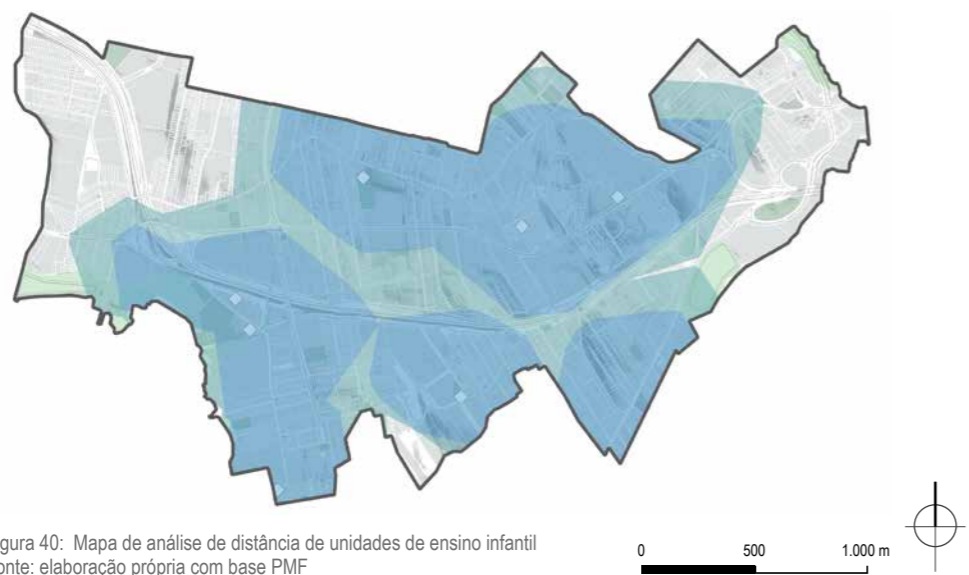 gura 40: Mapa de análise de distância de unidades de ensino infantil
onte: elaboração própria com base PMF
0 500 1.000 m